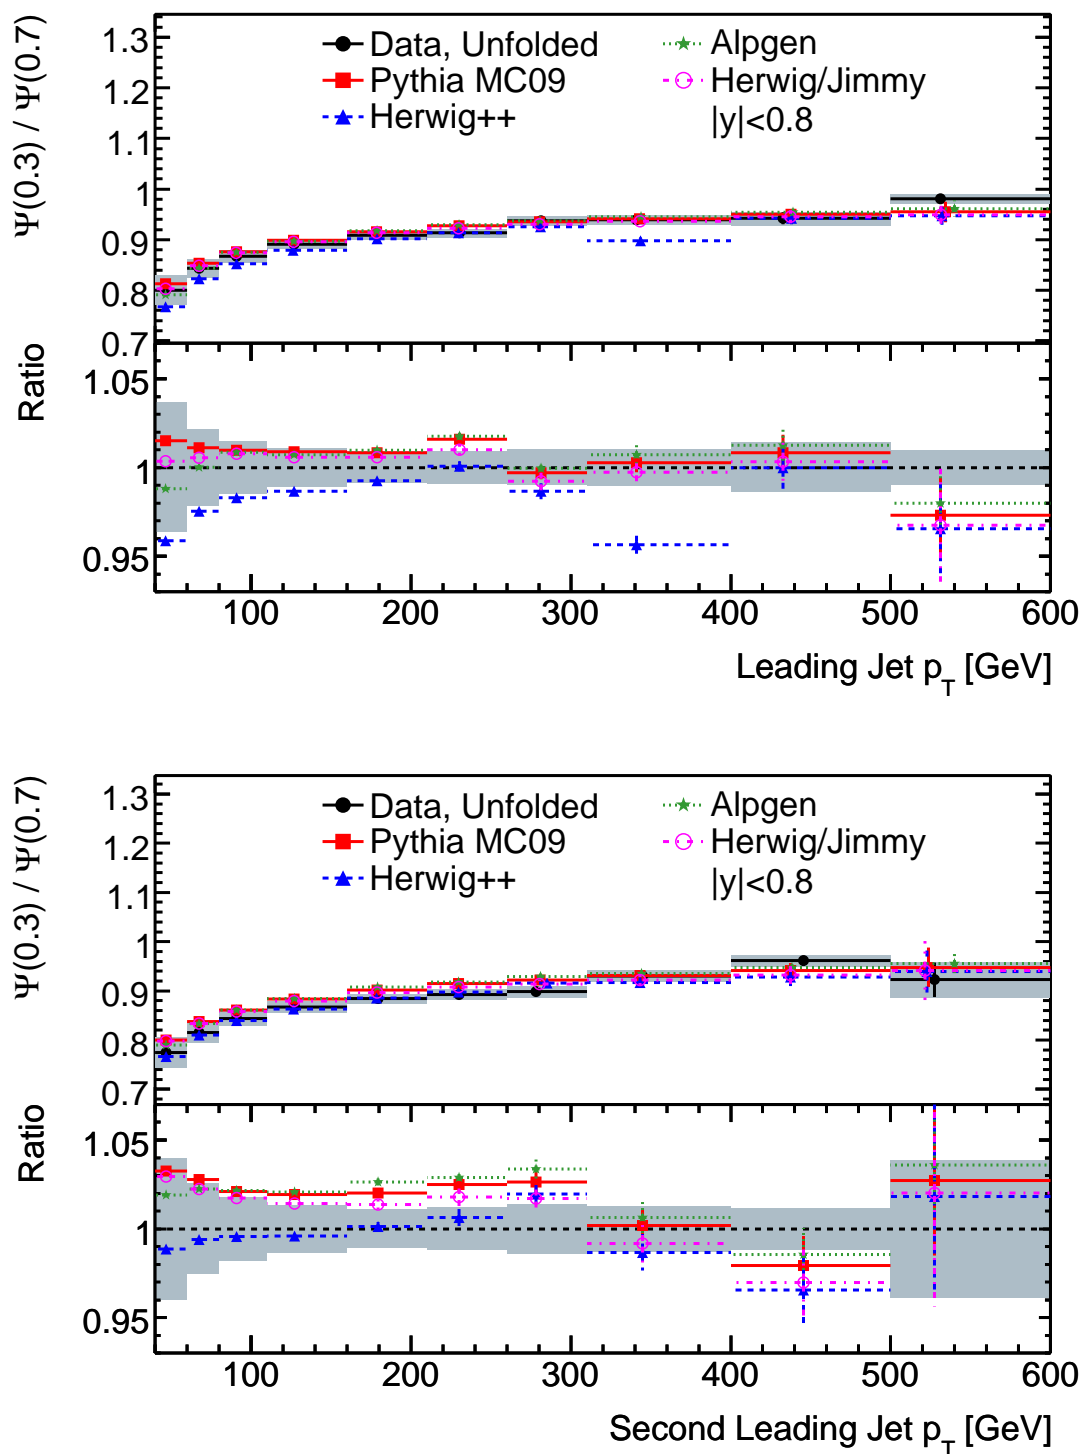 Ψ(0.3) / Ψ(0.7)
1.3
1.2
1.1
1
0.9
0.8
0.7
Data, Unfolded
Pythia MC09
Herwig++
Alpgen
Herwig/Jimmy
|y|<0.8
Ratio
1.05
1
0.95
100 200 300 400 500 600
Leading Jet p_T [GeV]
Ψ(0.3) / Ψ(0.7)
1.3
1.2
1.1
1
0.9
0.8
0.7
Data, Unfolded
Pythia MC09
Herwig++
Alpgen
Herwig/Jimmy
|y|<0.8
Ratio
1.05
1
0.95
100 200 300 400 500 600
Second Leading Jet p_T [GeV]